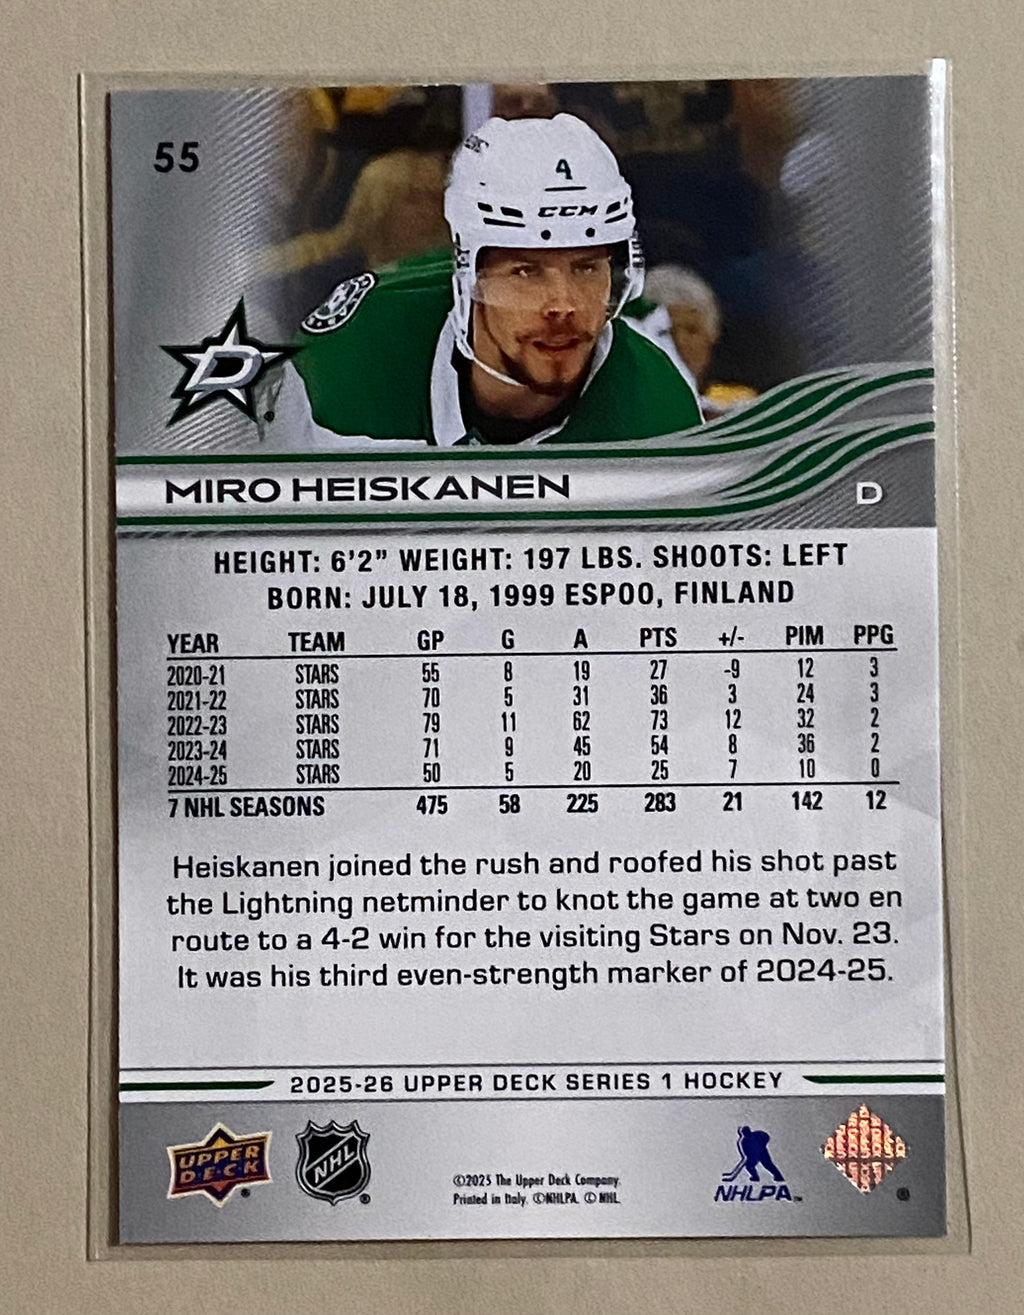 55
4
CCM
D
MIRO HEISKANEN
D
HEIGHT: 6'2" WEIGHT: 197 LBS. SHOOTS: LEFT
BORN: JULY 18, 1999 ESPOO, FINLAND
YEAR TEAM GP G A PTS +/- PIM PPG
2020-21 STARS 55 8 19 27 -9 12 3
2021-22 STARS 70 5 31 36 3 24 3
2022-23 STARS 79 11 62 73 12 32 2
2023-24 STARS 71 9 45 54 8 36 2
2024-25 STARS 50 5 20 25 7 10 0
7 NHL SEASONS 475 58 225 283 21 142 12
Heiskanen joined the rush and roofed his shot past
the Lightning netminder to knot the game at two en
route to a 4-2 win for the visiting Stars on Nov. 23.
It was his third even-strength marker of 2024-25.
2025-26 UPPER DECK SERIES 1 HOCKEY
UPPER
D·E·C·K
®
NHL
®
©2025 The Upper Deck Company.
Printed in Italy. ©NHLPA. © NHL.
NHLPA™
®